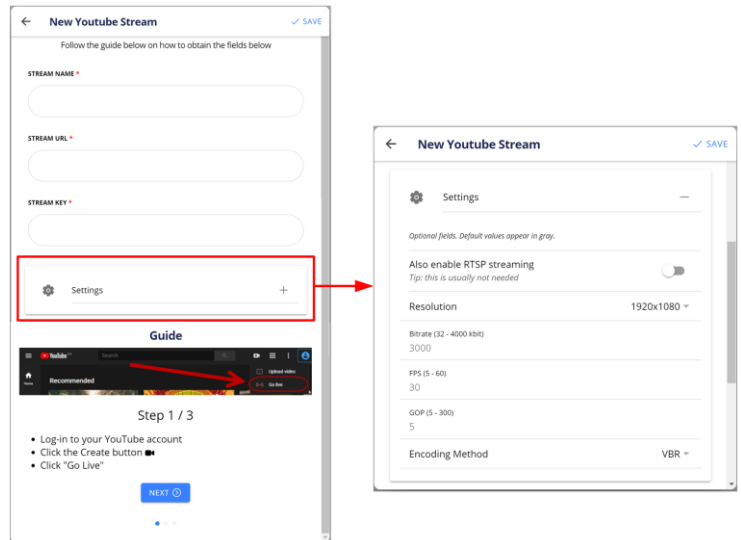 New Youtube Stream
SAVE
Follow the guide below on how to obtain the fields below
STREAM NAME *
STREAM URL *
STREAM KEY *
Settings
Guide
YouTube
Search
Upload video
Home
Recommended
Go live
Step 1 / 3
Log-in to your YouTube account
Click the Create button
Click "Go Live"
NEXT
New Youtube Stream
SAVE
Settings
Optional fields. Default values appear in gray.
Also enable RTSP streaming
Tip: this is usually not needed
Resolution 1920x1080
Bitrate (32 - 4000 kbit)
3000
FPS (5 - 60)
30
GOP (5 - 300)
5
Encoding Method VBR